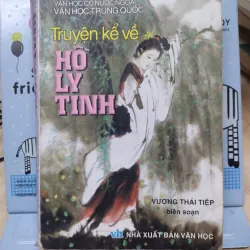 VĂN HỌC CỔ NƯỚC NGOÀI
VĂN HỌC TRUNG QUỐC
Truyện kể về
HỒ LY
TINH
VƯƠNG THÁI TIỆP
biên soạn
VH NHÀ XUẤT BẢN VĂN HỌC